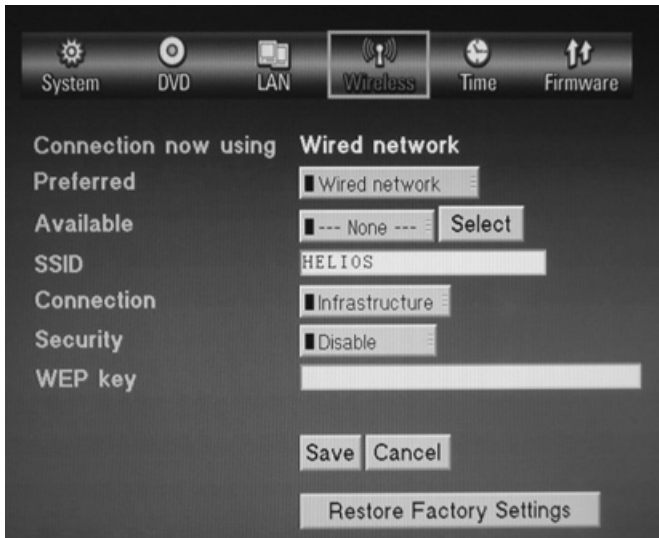 System DVD LAN Wireless Time Firmware
Connection now using Wired network
Preferred Wired network
Available --- None --- Select
SSID HELIOS
Connection Infrastructure
Security Disable
WEP key
Save Cancel
Restore Factory Settings